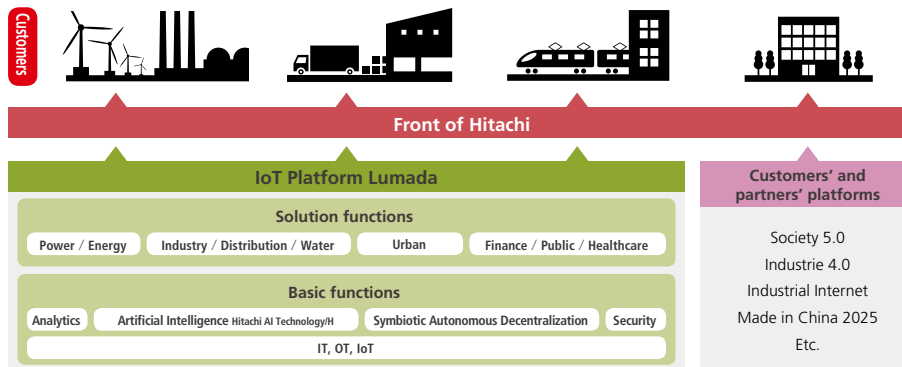 Customers
Front of Hitachi
IoT Platform Lumada
Solution functions
Power / Energy
Industry / Distribution / Water
Urban
Finance / Public / Healthcare
Basic functions
Analytics
Artificial Intelligence Hitachi AI Technology/H
Symbiotic Autonomous Decentralization
Security
IT, OT, IoT
Customers’ and
partners’ platforms
Society 5.0
Industrie 4.0
Industrial Internet
Made in China 2025
Etc.